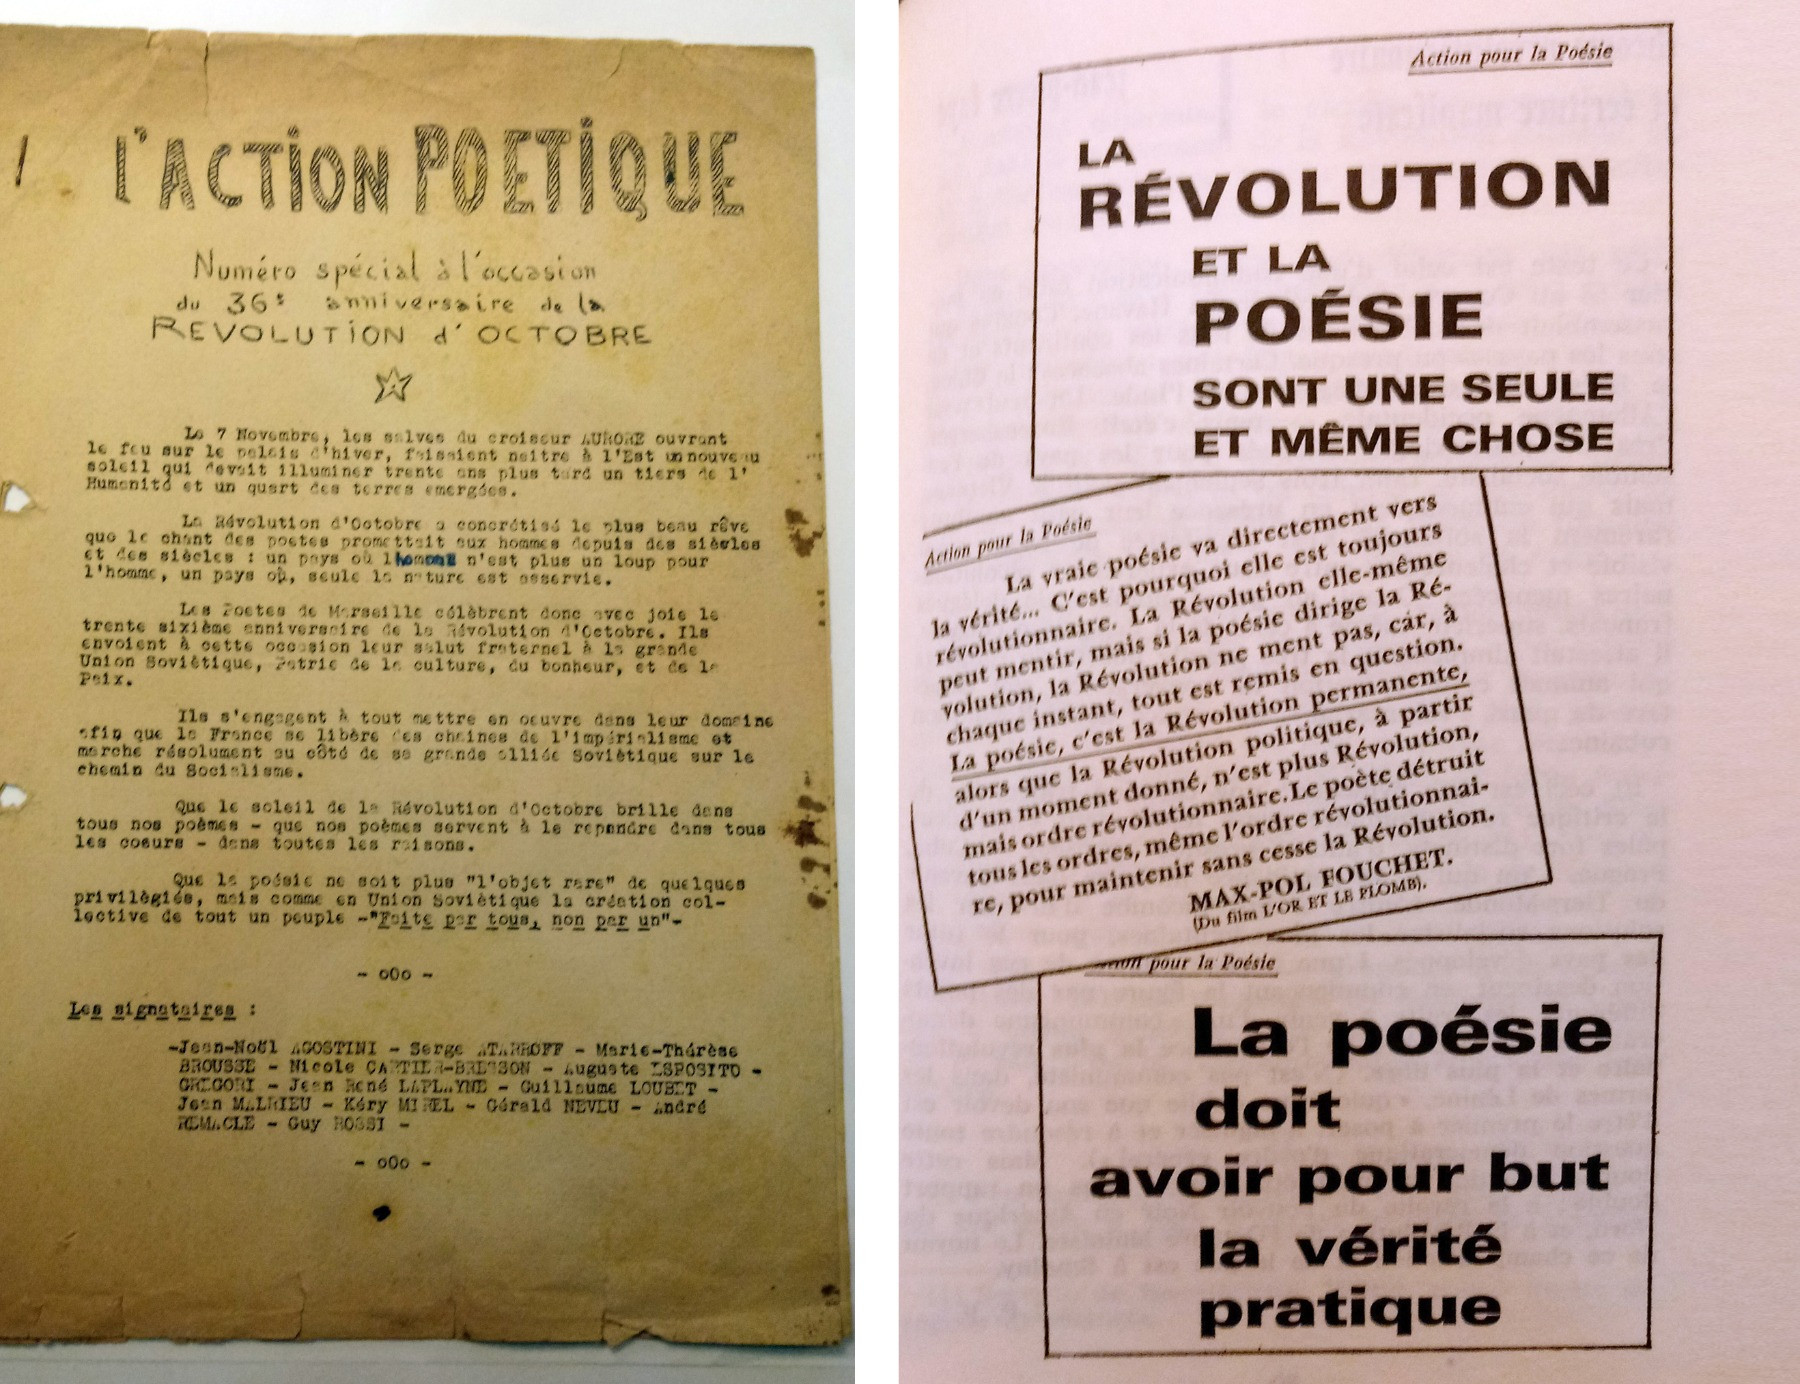 l'ACTiON POETiQUE
Numéro spécial à l'occasion
du 36e anniversaire de la
REVOLUTiON d'OCTOBRE
Le 7 Novembre, les salves du croiseur AURORE ouvrant
le feu sur le palais d'hiver, faisaient naitre à l'Est un nouveau
soleil qui devait illuminer trente ans plus tard un tiers de l'
Humanité et un quart des terres emergées.
La Révolution d'Octobre a concrétisé le plus beau rêve
que le chant des poetes promettait aux hommes depuis des siècles
et des siècles : un pays où l'homme n'est plus un loup pour
l'homme, un pays où, seule la nature est asservie.
Les Poetes de Marseille célèbrent donc avec joie le
trente sixième anniversaire de la Révolution d'Octobre. Ils
envoient à cette occasion leur salut fraternel à la grande
Union Soviètique, Patrie de la culture, du bonheur, et de la
Paix.
Ils s'engagent à tout mettre en oeuvre dans leur domaine
afin que la France se libère des chaines de l'impérialisme et
marche résolument au côté de sa grande alliée Soviètique sur le
chemin du Socialisme.
Que le soleil de la Révolution d'Octobre brille dans
tous nos poèmes - que nos poèmes servent à le repandre dans tous
les coeurs - dans toutes les raisons.
Que la poésie ne soit plus "l'objet rare" de quelques
privilègiés, mais comme en Union Soviètique la création col-
lective de tout un peuple -"Faite par tous, non par un"-
- oOo -
Les signataires :
-Jean-Noël AGOSTINI - Serge ATARROFF - Marie-Thérèse
BROUSSE - Nicole CARTIER-BRESSON - Auguste ESPOSITO -
GRIGORI - Jean René LAPLAYNE - Guillaume LOUBET -
Jean MALRIEU - Kéry MIREL - Gérald NEVEU - André
REMACLE - Guy ROSSI -
- oOo -
Action pour la Poésie
LA
RÉVOLUTION
ET LA
POÉSIE
SONT UNE SEULE
ET MÊME CHOSE
Action pour la Poésie
La vraie poésie va directement vers
la vérité... C'est pourquoi elle est toujours
révolutionnaire. La Révolution elle-même
peut mentir, mais si la poésie dirige la Ré-
volution, la Révolution ne ment pas, car, à
chaque instant, tout est remis en question.
La poésie, c'est la Révolution permanente,
alors que la Révolution politique, à partir
d'un moment donné, n'est plus Révolution,
mais ordre révolutionnaire. Le poète détruit
tous les ordres, même l'ordre révolutionnai-
re, pour maintenir sans cesse la Révolution.
MAX-POL FOUCHET.
(Du film L'OR ET LE PLOMB).
Action pour la Poésie
La poésie
doit
avoir pour but
la vérité
pratique